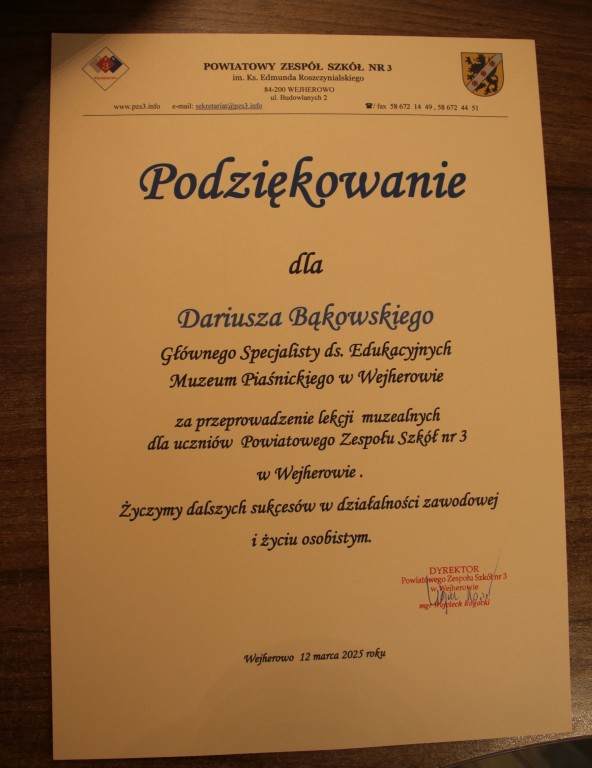 POWIATOWY ZESPÓŁ SZKÓŁ NR 3
im. Ks. Edmunda Roszczynialskiego
84-200 WEJHEROWO
ul. Budowlanych 2
www.pzs3.info e-mail: sekretariat@pzs3.info ☎/ fax 58 672 14 49 , 58 672 44 51
Podziękowanie
dla
Dariusza Bąkowskiego
Głównego Specjalisty ds. Edukacyjnych
Muzeum Piaśnickiego w Wejherowie
za przeprowadzenie lekcji muzealnych
dla uczniów Powiatowego Zespołu Szkół nr 3
w Wejherowie .
Życzymy dalszych sukcesów w działalności zawodowej
i życiu osobistym.
DYREKTOR
Powiatowego Zespołu Szkół nr 3
w Wejherowie
mgr Wojciech Rogocki
Wejherowo 12 marca 2025 roku